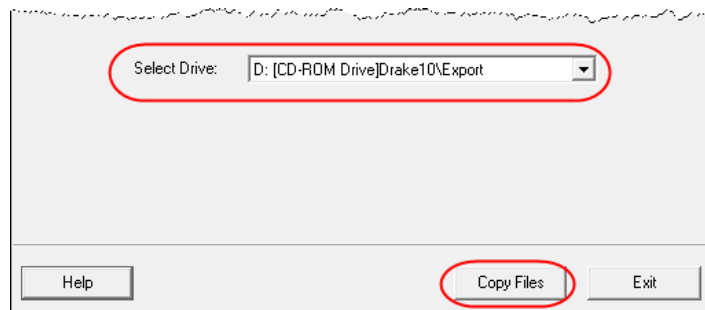 Select Drive: D: [CD-ROM Drive]Drake10\Export
Help Copy Files Exit